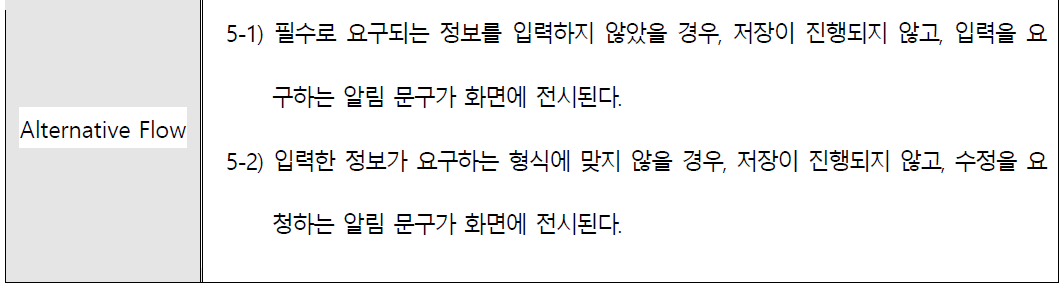 5-1) 필수로 요구되는 정보를 입력하지 않았을 경우, 저장이 진행되지 않고, 입력을 요
구하는 알림 문구가 화면에 전시된다.
Alternative Flow
5-2) 입력한 정보가 요구하는 형식에 맞지 않을 경우, 저장이 진행되지 않고, 수정을 요
청하는 알림 문구가 화면에 전시된다.